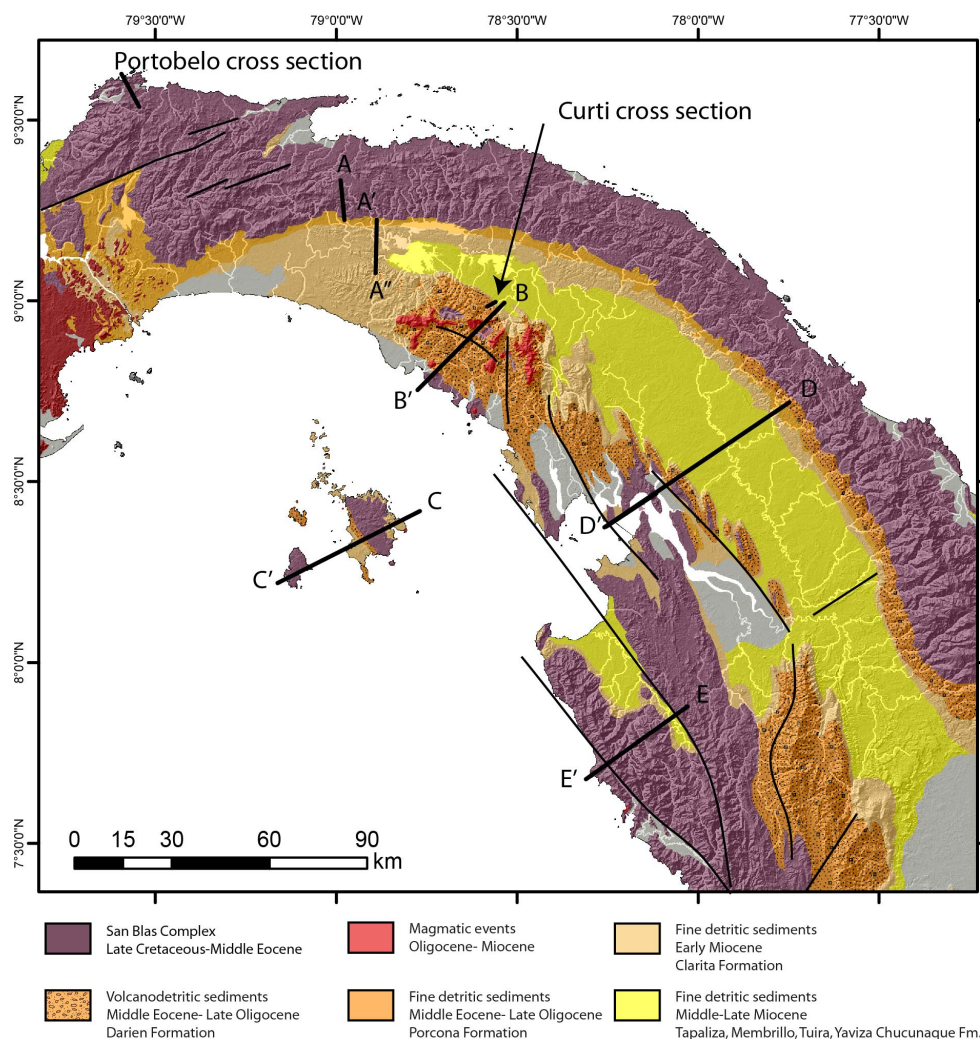 79°30'0"W
79°0'0"W
78°30'0"W
78°0'0"W
77°30'0"W
Portobelo cross section
Curti cross section
9°30'0"N
A
A'
A"
9°0'0"N
B
B'
D
8°30'0"N
C
D'
C'
8°0'0"N
E
E'
7°30'0"N
0 15 30 60 90
km
San Blas Complex
Late Cretaceous-Middle Eocene
Magmatic events
Oligocene- Miocene
Fine detritic sediments
Early Miocene
Clarita Formation
Volcanodetritic sediments
Middle Eocene- Late Oligocene
Darien Formation
Fine detritic sediments
Middle Eocene- Late Oligocene
Porcona Formation
Fine detritic sediments
Middle-Late Miocene
Tapaliza, Membrillo, Tuira, Yaviza Chucunaque Fm.